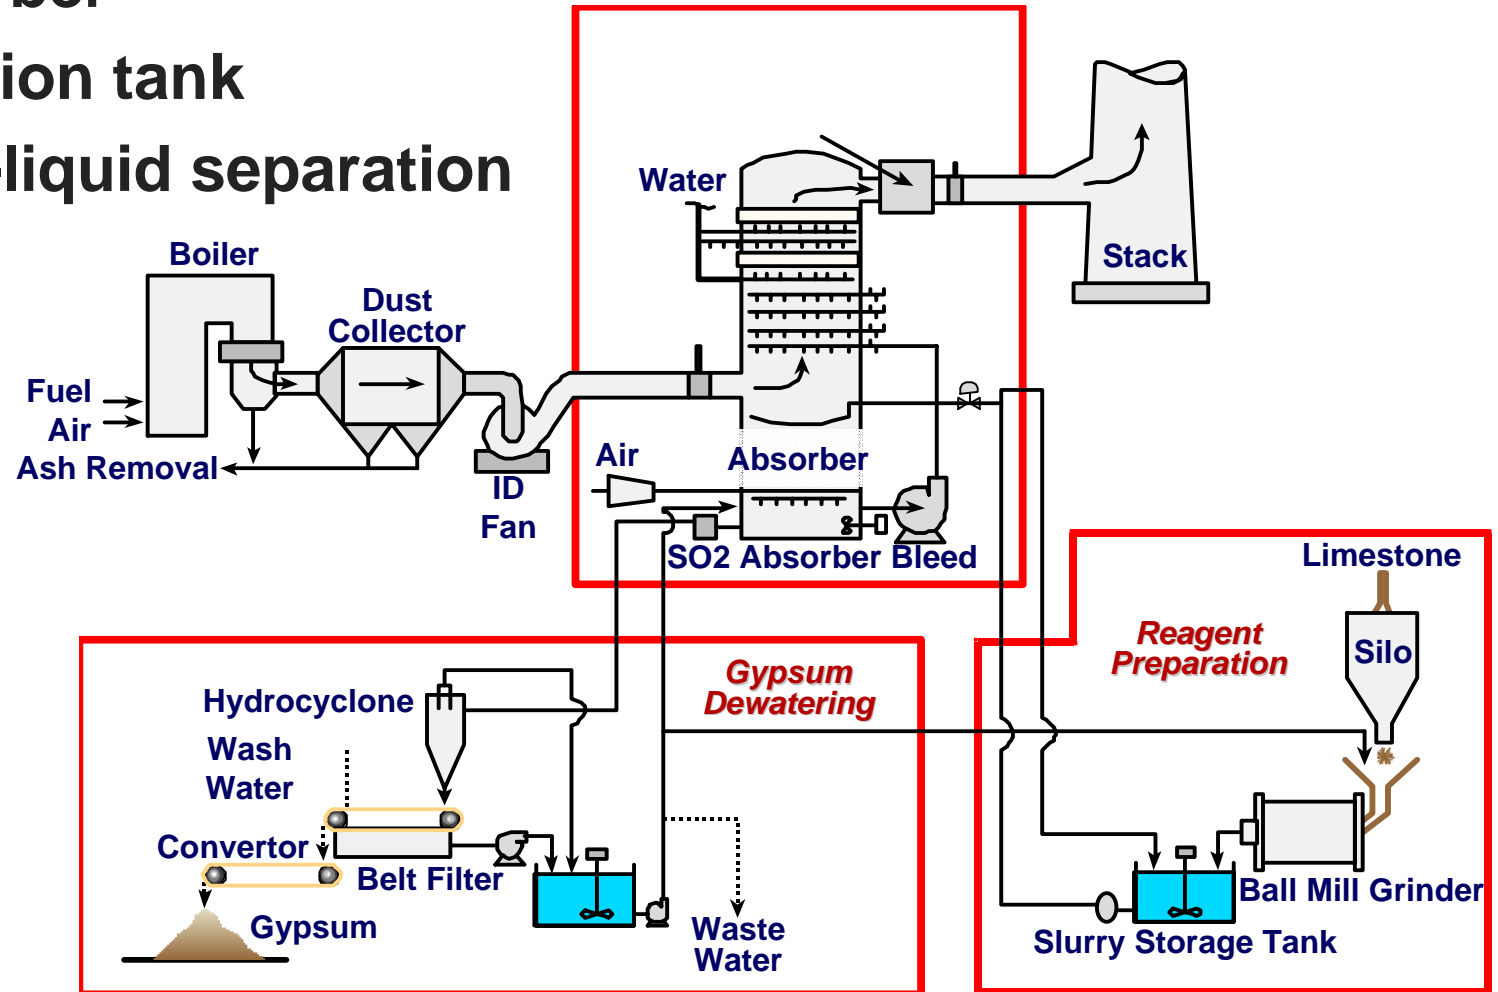 tion tank
-liquid separation
Water
Boiler
Stack
Dust
Collector
Fuel
Air
Ash Removal
ID
Fan
Air
Absorber
SO2 Absorber Bleed
Limestone
Reagent
Preparation
Silo
Gypsum
Dewatering
Hydrocyclone
Wash
Water
Convertor
Belt Filter
Gypsum
Waste
Water
Ball Mill Grinder
Slurry Storage Tank